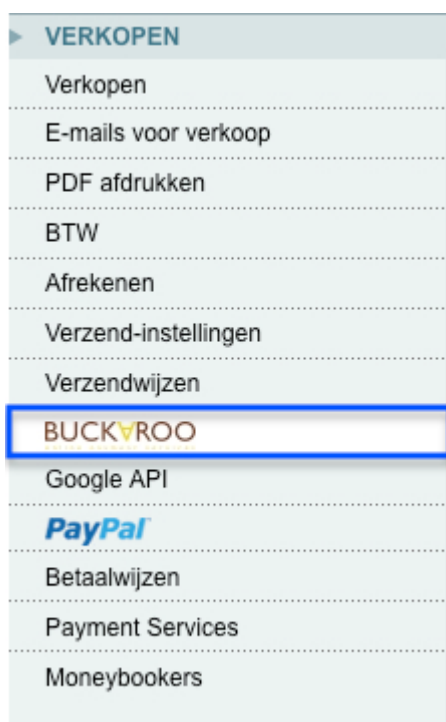 VERKOPEN
Verkopen
E-mails voor verkoop
PDF afdrukken
BTW
Afrekenen
Verzend-instellingen
Verzendwijzen
BUCKAROO
Google API
PayPal
Betaalwijzen
Payment Services
Moneybookers